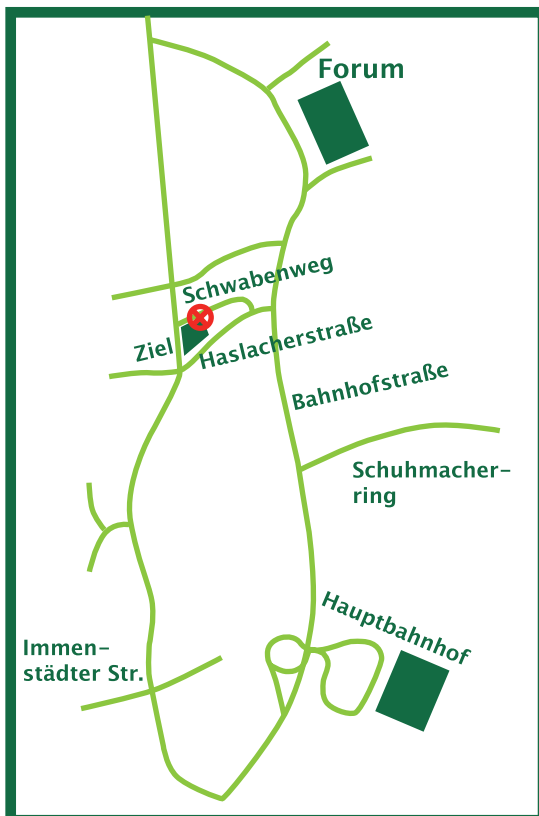 Forum
Schwabenweg
Ziel
Haslacherstraße
Bahnhofstraße
Schuhmacher-
ring
Hauptbahnhof
Immen-
städter Str.